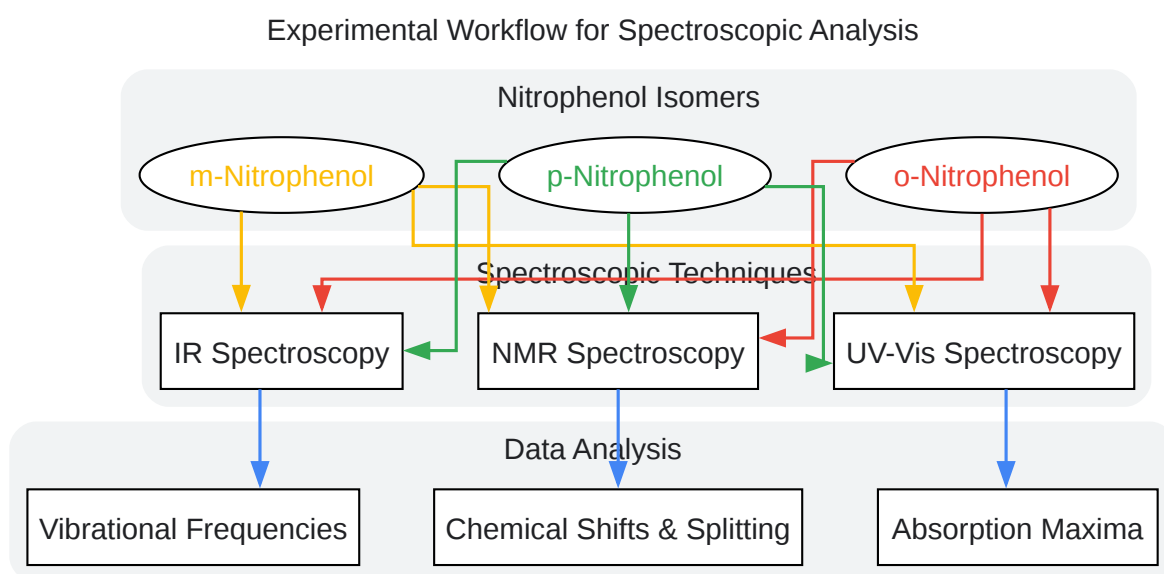 Experimental Workflow for Spectroscopic Analysis
Nitrophenol Isomers
m-Nitrophenol
p-Nitrophenol
o-Nitrophenol
Spectroscopic Techniques
IR Spectroscopy
NMR Spectroscopy
UV-Vis Spectroscopy
Data Analysis
Vibrational Frequencies
Chemical Shifts & Splitting
Absorption Maxima